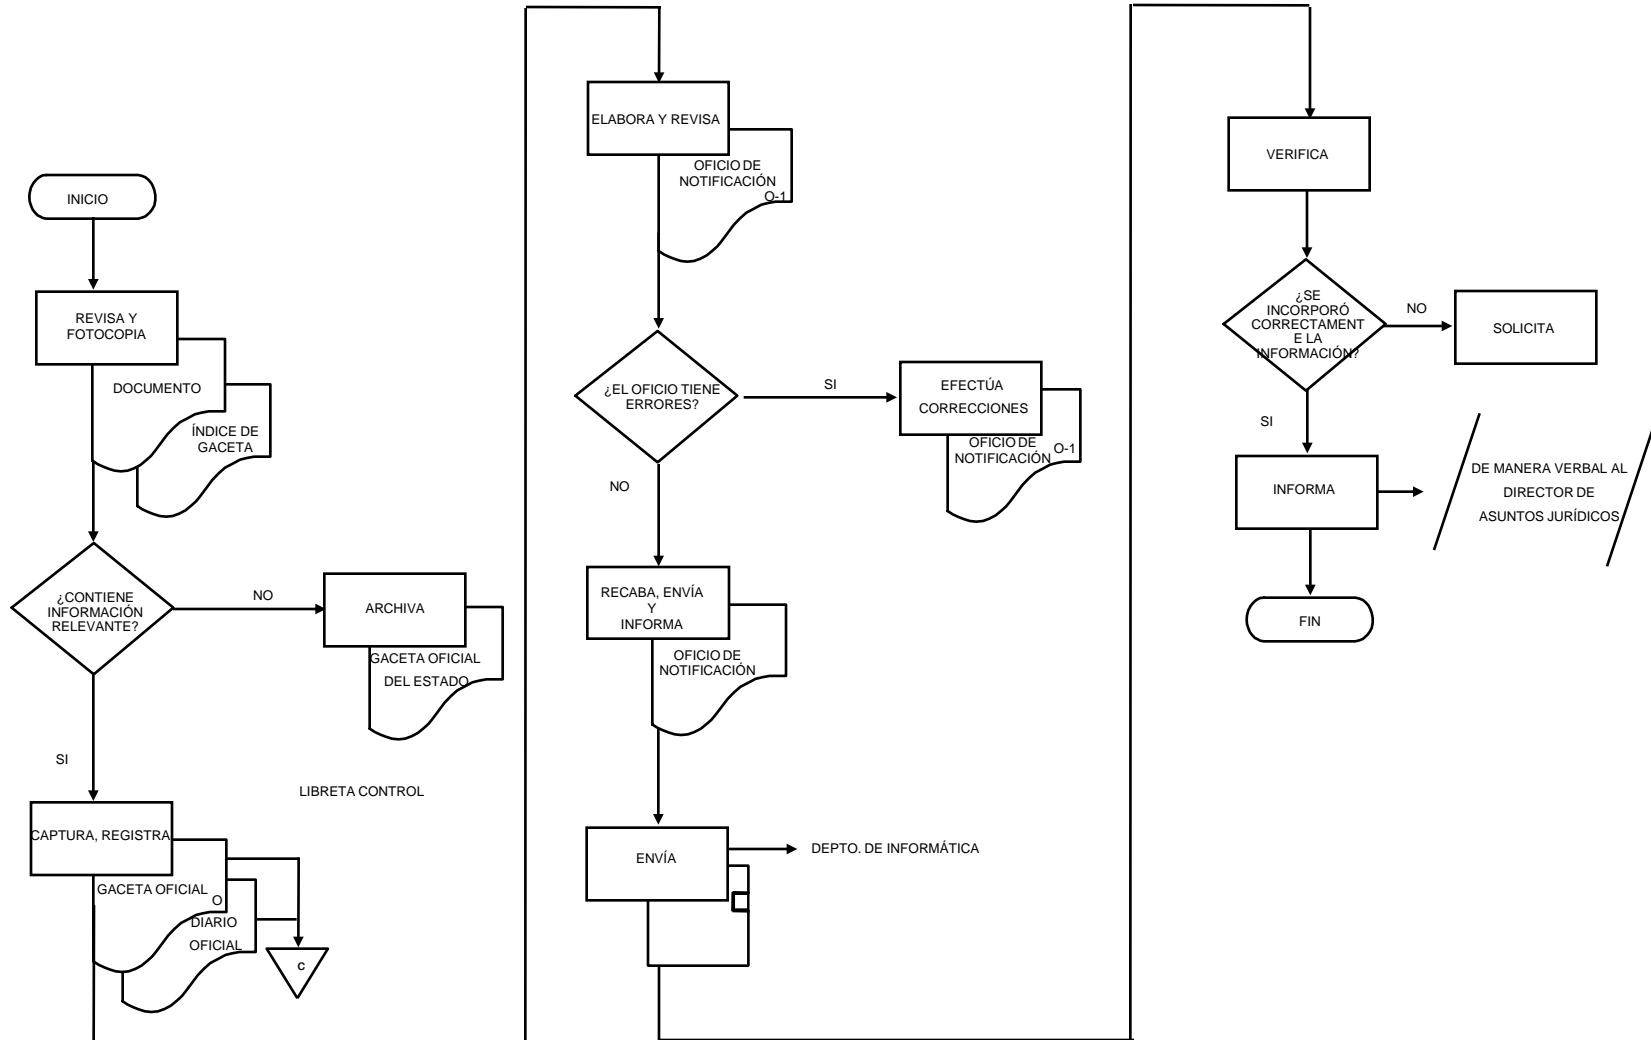 INICIO
REVISA Y
FOTOCOPIA
DOCUMENTO
ÍNDICE DE
GACETA
¿CONTIENE
INFORMACIÓN
RELEVANTE?
NO
ARCHIVA
GACETA OFICIAL
DEL ESTADO
SI
LIBRETA CONTROL
CAPTURA, REGISTRA
GACETA OFICIAL
O
DIARIO
OFICIAL
C
ELABORA Y REVISA
OFICIO DE
NOTIFICACIÓN
O-1
¿EL OFICIO TIENE
ERRORES?
SI
EFECTÚA
CORRECCIONES
OFICIO DE
NOTIFICACIÓN
O-1
NO
RECABA, ENVÍA
Y
INFORMA
OFICIO DE
NOTIFICACIÓN
ENVÍA
DEPTO. DE INFORMÁTICA
VERIFICA
¿SE
INCORPORÓ
CORRECTAMENT
E LA
INFORMACIÓN?
NO
SOLICITA
SI
INFORMA
DE MANERA VERBAL AL
DIRECTOR DE
ASUNTOS JURÍDICOS
FIN